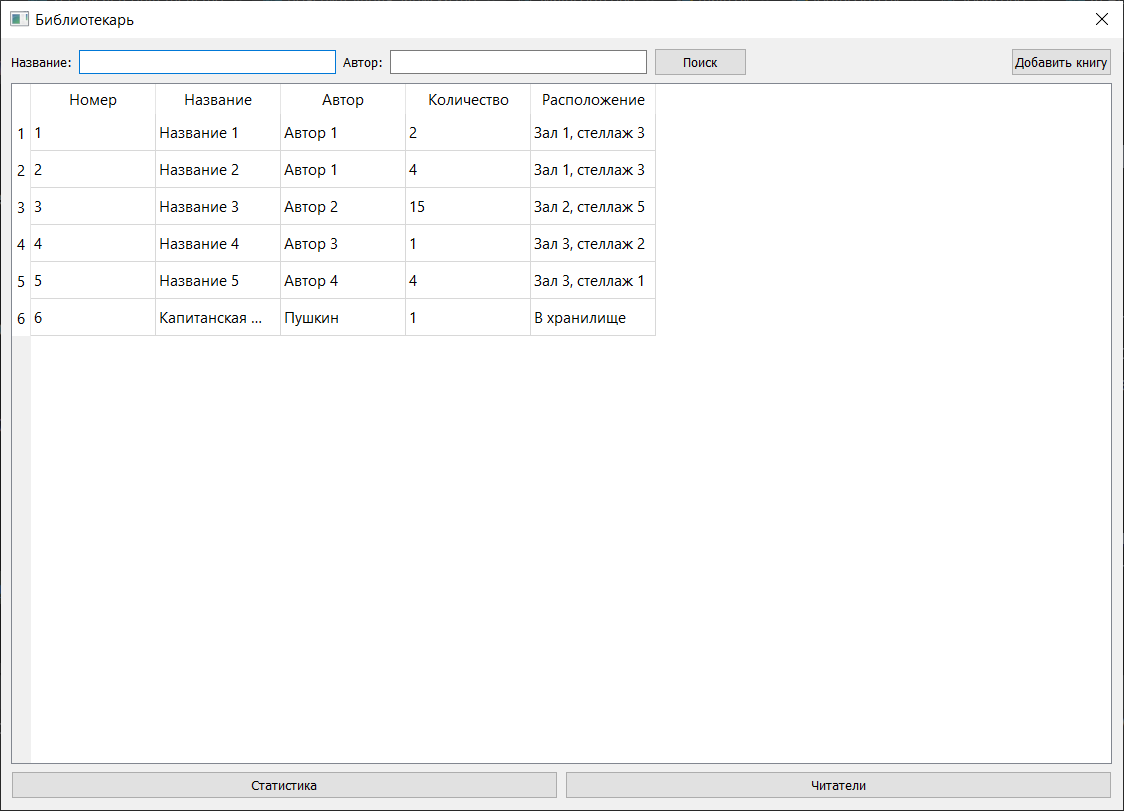 Библиотекарь
Название: Автор: Поиск Добавить книгу
Номер Название Автор Количество Расположение
1 1 Название 1 Автор 1 2 Зал 1, стеллаж 3
2 2 Название 2 Автор 1 4 Зал 1, стеллаж 3
3 3 Название 3 Автор 2 15 Зал 2, стеллаж 5
4 4 Название 4 Автор 3 1 Зал 3, стеллаж 2
5 5 Название 5 Автор 4 4 Зал 3, стеллаж 1
6 6 Капитанская ... Пушкин 1 В хранилище
Статистика Читатели